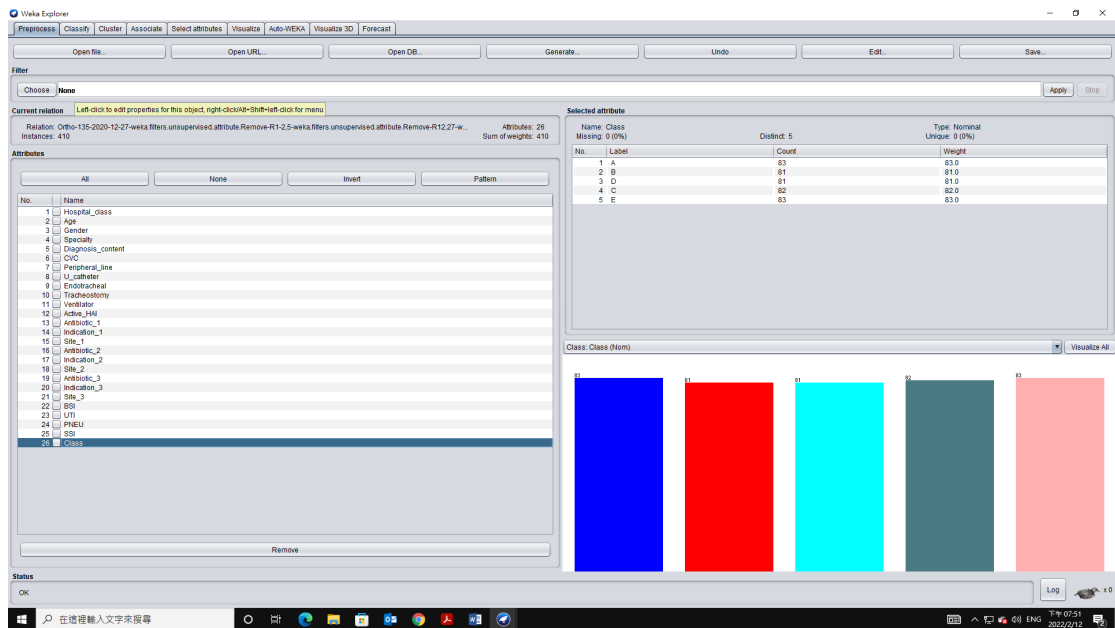 Weka Explorer
Preprocess Classify Cluster Associate Select attributes Visualize Auto-WEKA Visualize 3D Forecast
Open file... Open URL... Open DB... Generate... Undo Edit... Save...
Filter
Choose None Apply Stop
Current relation
Left-click to edit properties for this object, right-click/Alt+Shift+left-click for menu
Relation: Ortho-135-2020-12-27-weka.filters.unsupervised.attribute.Remove-R1-2,5-weka.filters.unsupervised.attribute.Remove-R12,27-w... Attributes: 26
Instances: 410 Sum of weights: 410
Attributes
All None Invert Pattern
No. Name
1 Hospital_class
2 Age
3 Gender
4 Specialty
5 Diagnosis_content
6 CVC
7 Peripheral_line
8 U_catheter
9 Endotracheal
10 Tracheostomy
11 Ventilator
12 Active_HAI
13 Antibiotic_1
14 Indication_1
15 Site_1
16 Antibiotic_2
17 Indication_2
18 Site_2
19 Antibiotic_3
20 Indication_3
21 Site_3
22 BSI
23 UTI
24 PNEU
25 SSI
26 Class
Remove
Selected attribute
Name: Class Type: Nominal
Missing: 0 (0%) Distinct: 5 Unique: 0 (0%)
No. Label Count Weight
1 A 83 83.0
2 B 81 81.0
3 D 81 81.0
4 C 82 82.0
5 E 83 83.0
Class: Class (Nom) Visualize All
83 81 81 82 83
Status
OK Log x 0
在這裡輸入文字來搜尋
ENG
下午 07:51
2022/2/12